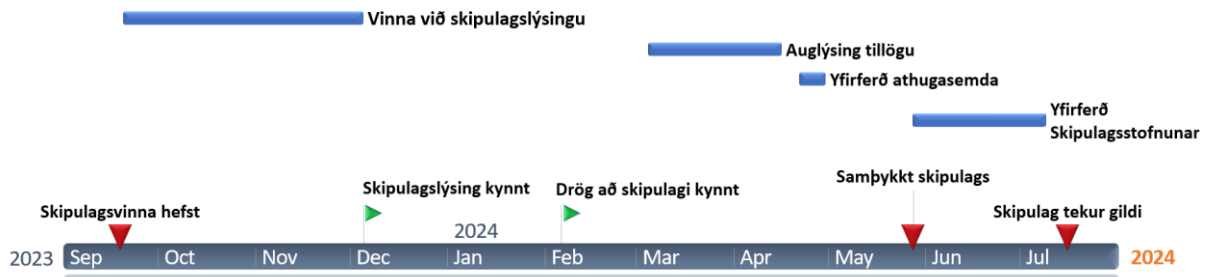 Vinna við skipulagslýsingu
Auglýsing tillögu
Yfirferð athugasemda
Yfirferð
Skipulagsstofnunar
Samþykkt skipulags
Skipulagslýsing kynnt
Drög að skipulagi kynnt
Skipulagsvinna hefst
Skipulag tekur gildi
2024
2023 Sep Oct Nov Dec Jan Feb Mar Apr May Jun Jul 2024